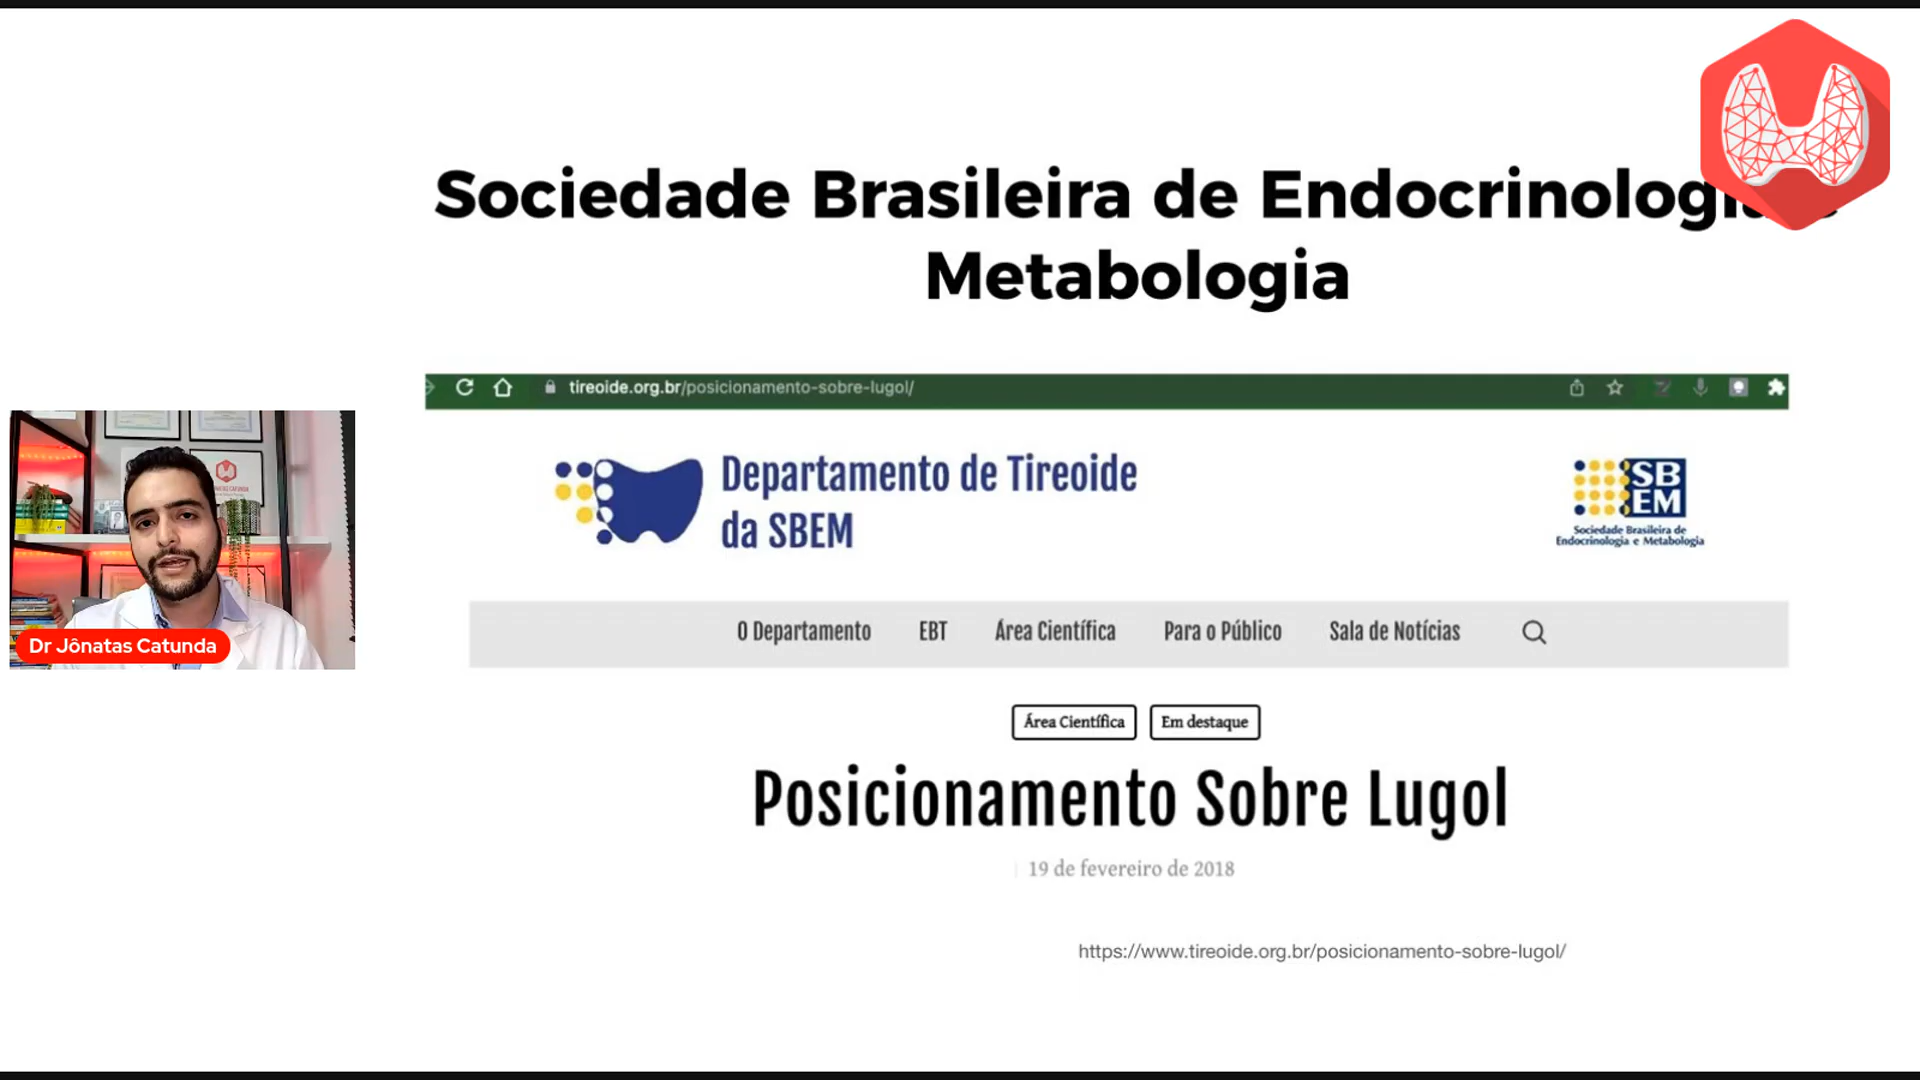 Sociedade Brasileira de Endocrinologia e
Metabologia
tireoide.org.br/posicionamento-sobre-lugol/
Departamento de Tireoide
da SBEM
SB
EM
Sociedade Brasileira de
Endocrinologia e Metabologia
O Departamento EBT Área Científica Para o Público Sala de Notícias
Dr Jônatas Catunda
Área Científica Em destaque
Posicionamento Sobre Lugol
19 de fevereiro de 2018
https://www.tireoide.org.br/posicionamento-sobre-lugol/